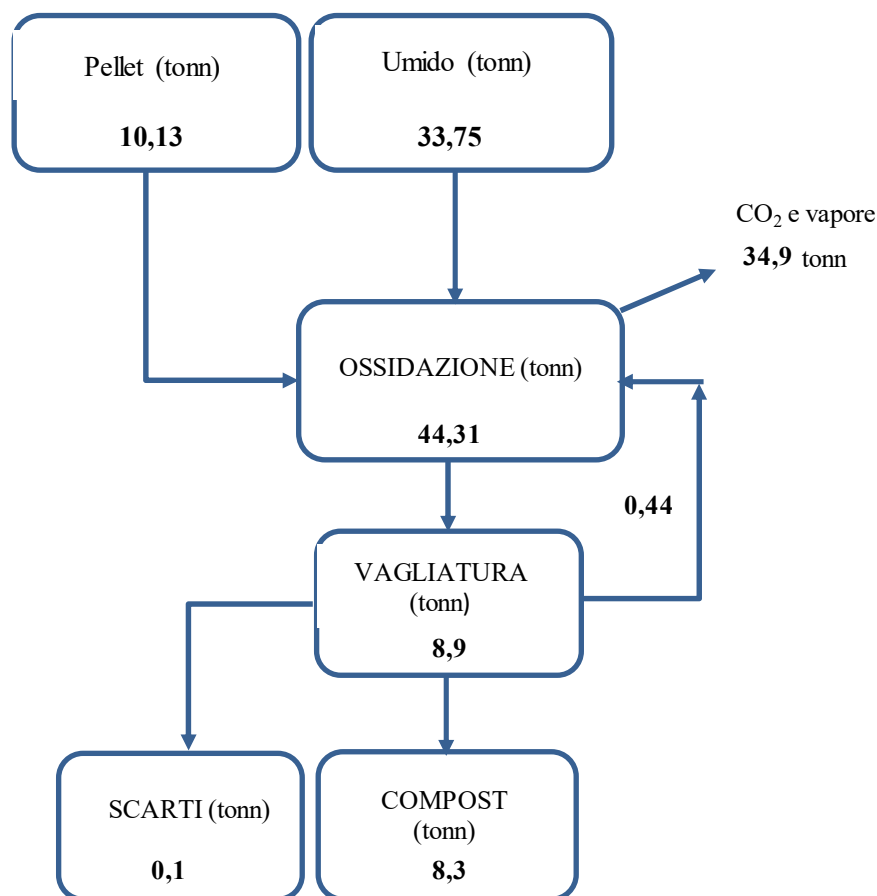 Pellet (tonn)
10,13
Umido (tonn)
33,75
CO₂ e vapore
34,9 tonn
OSSIDAZIONE (tonn)
44,31
0,44
VAGLIATURA
(tonn)
8,9
SCARTI (tonn)
0,1
COMPOST
(tonn)
8,3